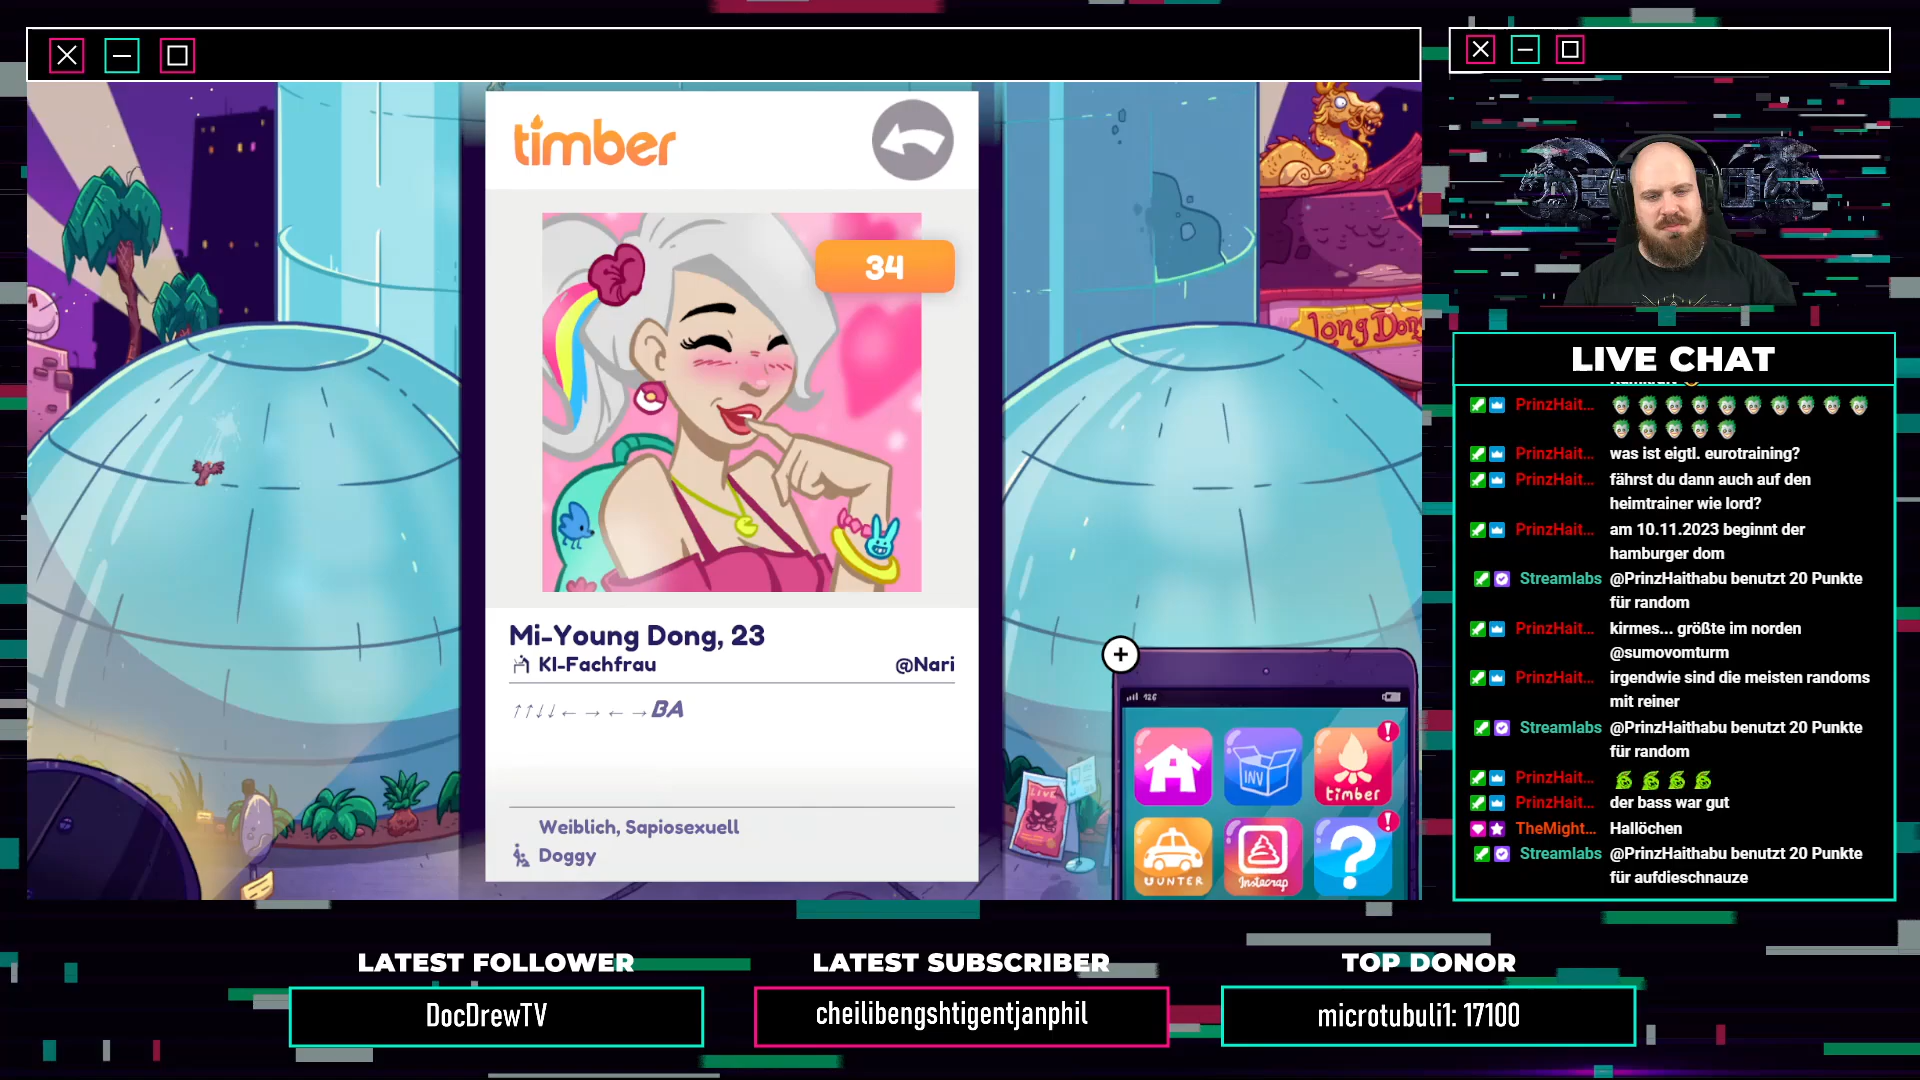 timber
34
long Don
Mi-Young Dong, 23
KI-Fachfrau
@Nari
↑↑↓↓←→←→BA
Weiblich, Sapiosexuell
Doggy
LIVE
126
INV
timber
UUNTER
Instacrap
LIVE CHAT
PrinzHait...
PrinzHait... was ist eigtl. eurotraining?
PrinzHait... fährst du dann auch auf den
heimtrainer wie lord?
PrinzHait... am 10.11.2023 beginnt der
hamburger dom
Streamlabs @PrinzHaithabu benutzt 20 Punkte
für random
PrinzHait... kirmes... größte im norden
@sumovomturm
PrinzHait... irgendwie sind die meisten randoms
mit reiner
Streamlabs @PrinzHaithabu benutzt 20 Punkte
für random
PrinzHait...
PrinzHait... der bass war gut
TheMight... Hallöchen
Streamlabs @PrinzHaithabu benutzt 20 Punkte
für aufdieschnauze
LATEST FOLLOWER
DocDrewTV
LATEST SUBSCRIBER
cheilibengshtigentjanphil
TOP DONOR
microtubuli1: 17100